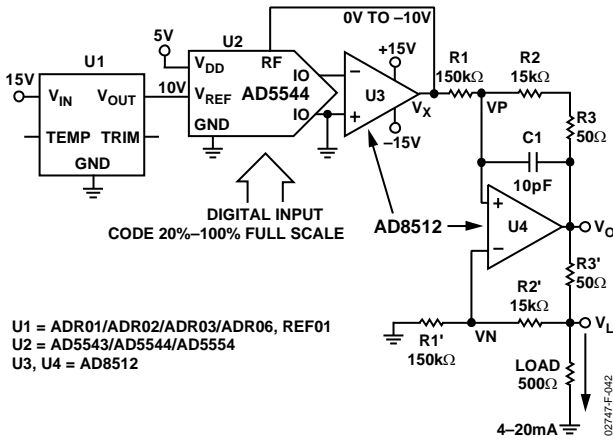 0V TO –10V
5V
U2
RF
+15V
U1
VDD
IO
R1
150kΩ
R2
15kΩ
15V
10V
U3
VIN
VOUT
VREF
AD5544
VX
VP
R3
50Ω
GND
IO
TEMP
TRIM
–15V
C1
10pF
GND
DIGITAL INPUT
CODE 20%–100% FULL SCALE
AD8512
U4
VO
R3'
50Ω
R2'
15kΩ
VN
VL
R1'
150kΩ
LOAD
500Ω
U1 = ADR01/ADR02/ADR03/ADR06, REF01
U2 = AD5543/AD5544/AD5554
U3, U4 = AD8512
4–20mA
02747-F-042
–
+
+
–